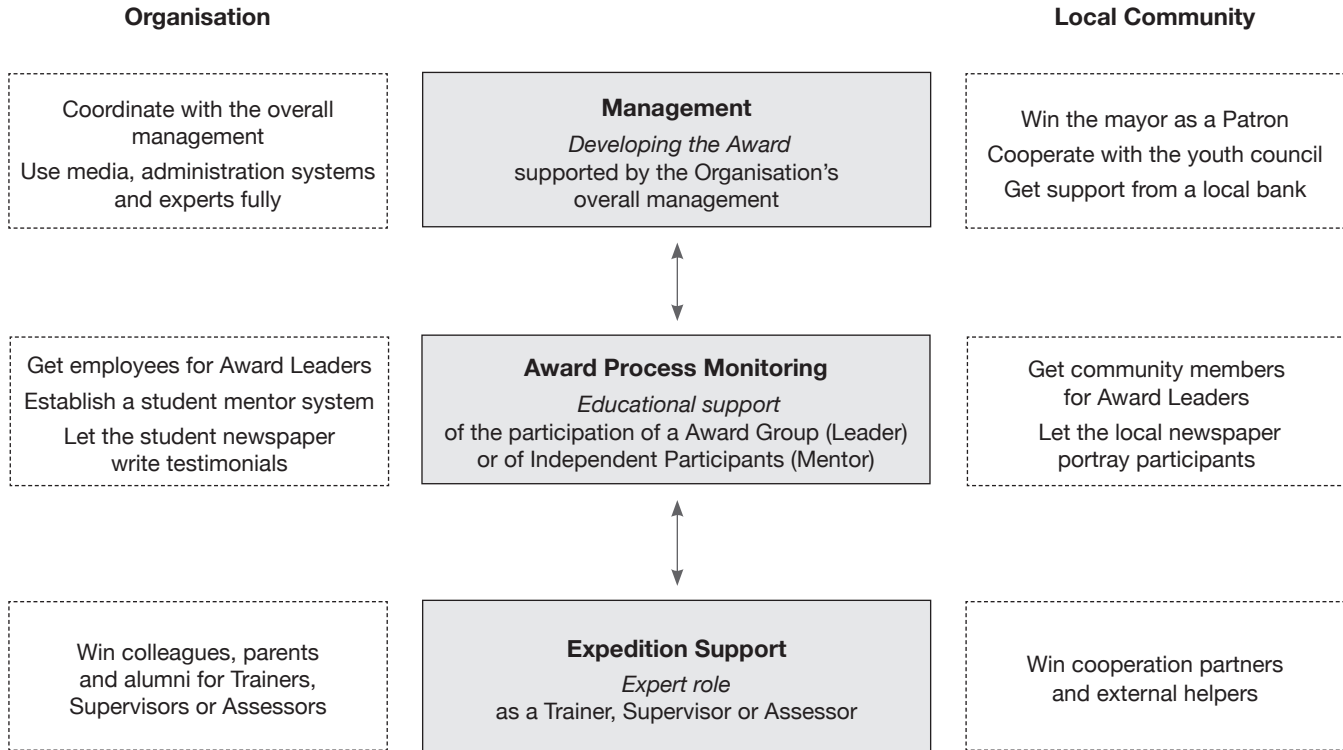 Organisation
Local Community
Coordinate with the overall
management
Use media, administration systems
and experts fully
Management
Developing the Award
supported by the Organisation’s
overall management
Win the mayor as a Patron
Cooperate with the youth council
Get support from a local bank
Get employees for Award Leaders
Establish a student mentor system
Let the student newspaper
write testimonials
Award Process Monitoring
Educational support
of the participation of a Award Group (Leader)
or of Independent Participants (Mentor)
Get community members
for Award Leaders
Let the local newspaper
portray participants
Win colleagues, parents
and alumni for Trainers,
Supervisors or Assessors
Expedition Support
Expert role
as a Trainer, Supervisor or Assessor
Win cooperation partners
and external helpers